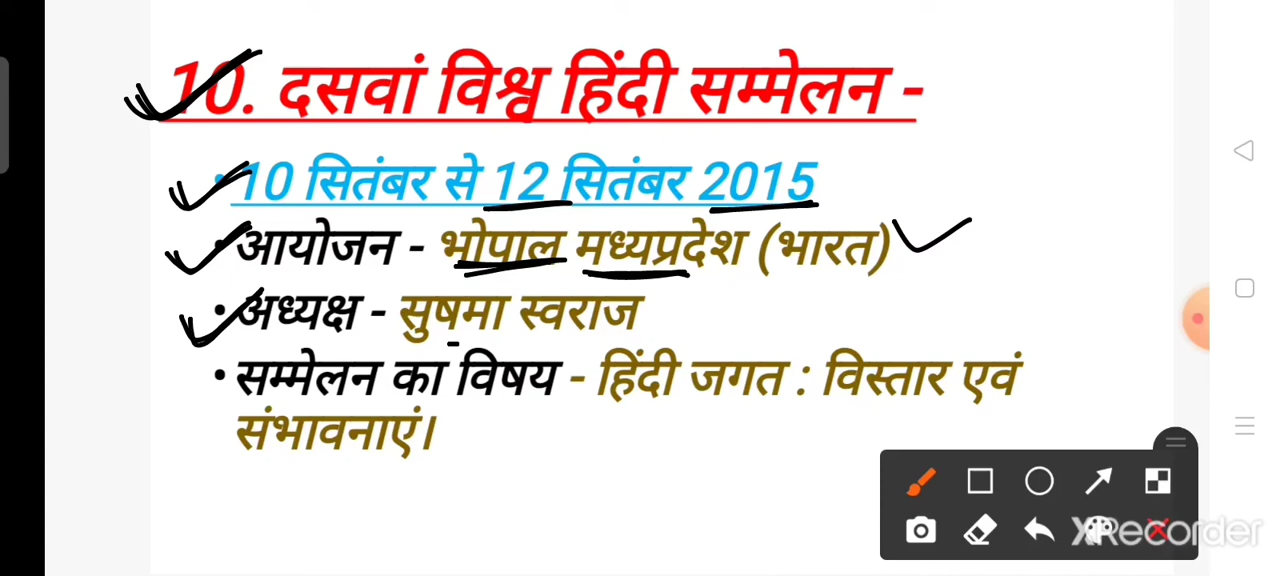 10. दसवां विश्व हिंदी सम्मेलन -
• 10 सितंबर से 12 सितंबर 2015
• आयोजन - भोपाल मध्यप्रदेश (भारत)
• अध्यक्ष - सुषमा स्वराज
• सम्मेलन का विषय - हिंदी जगत : विस्तार एवं
संभावनाएं।
XRecorder